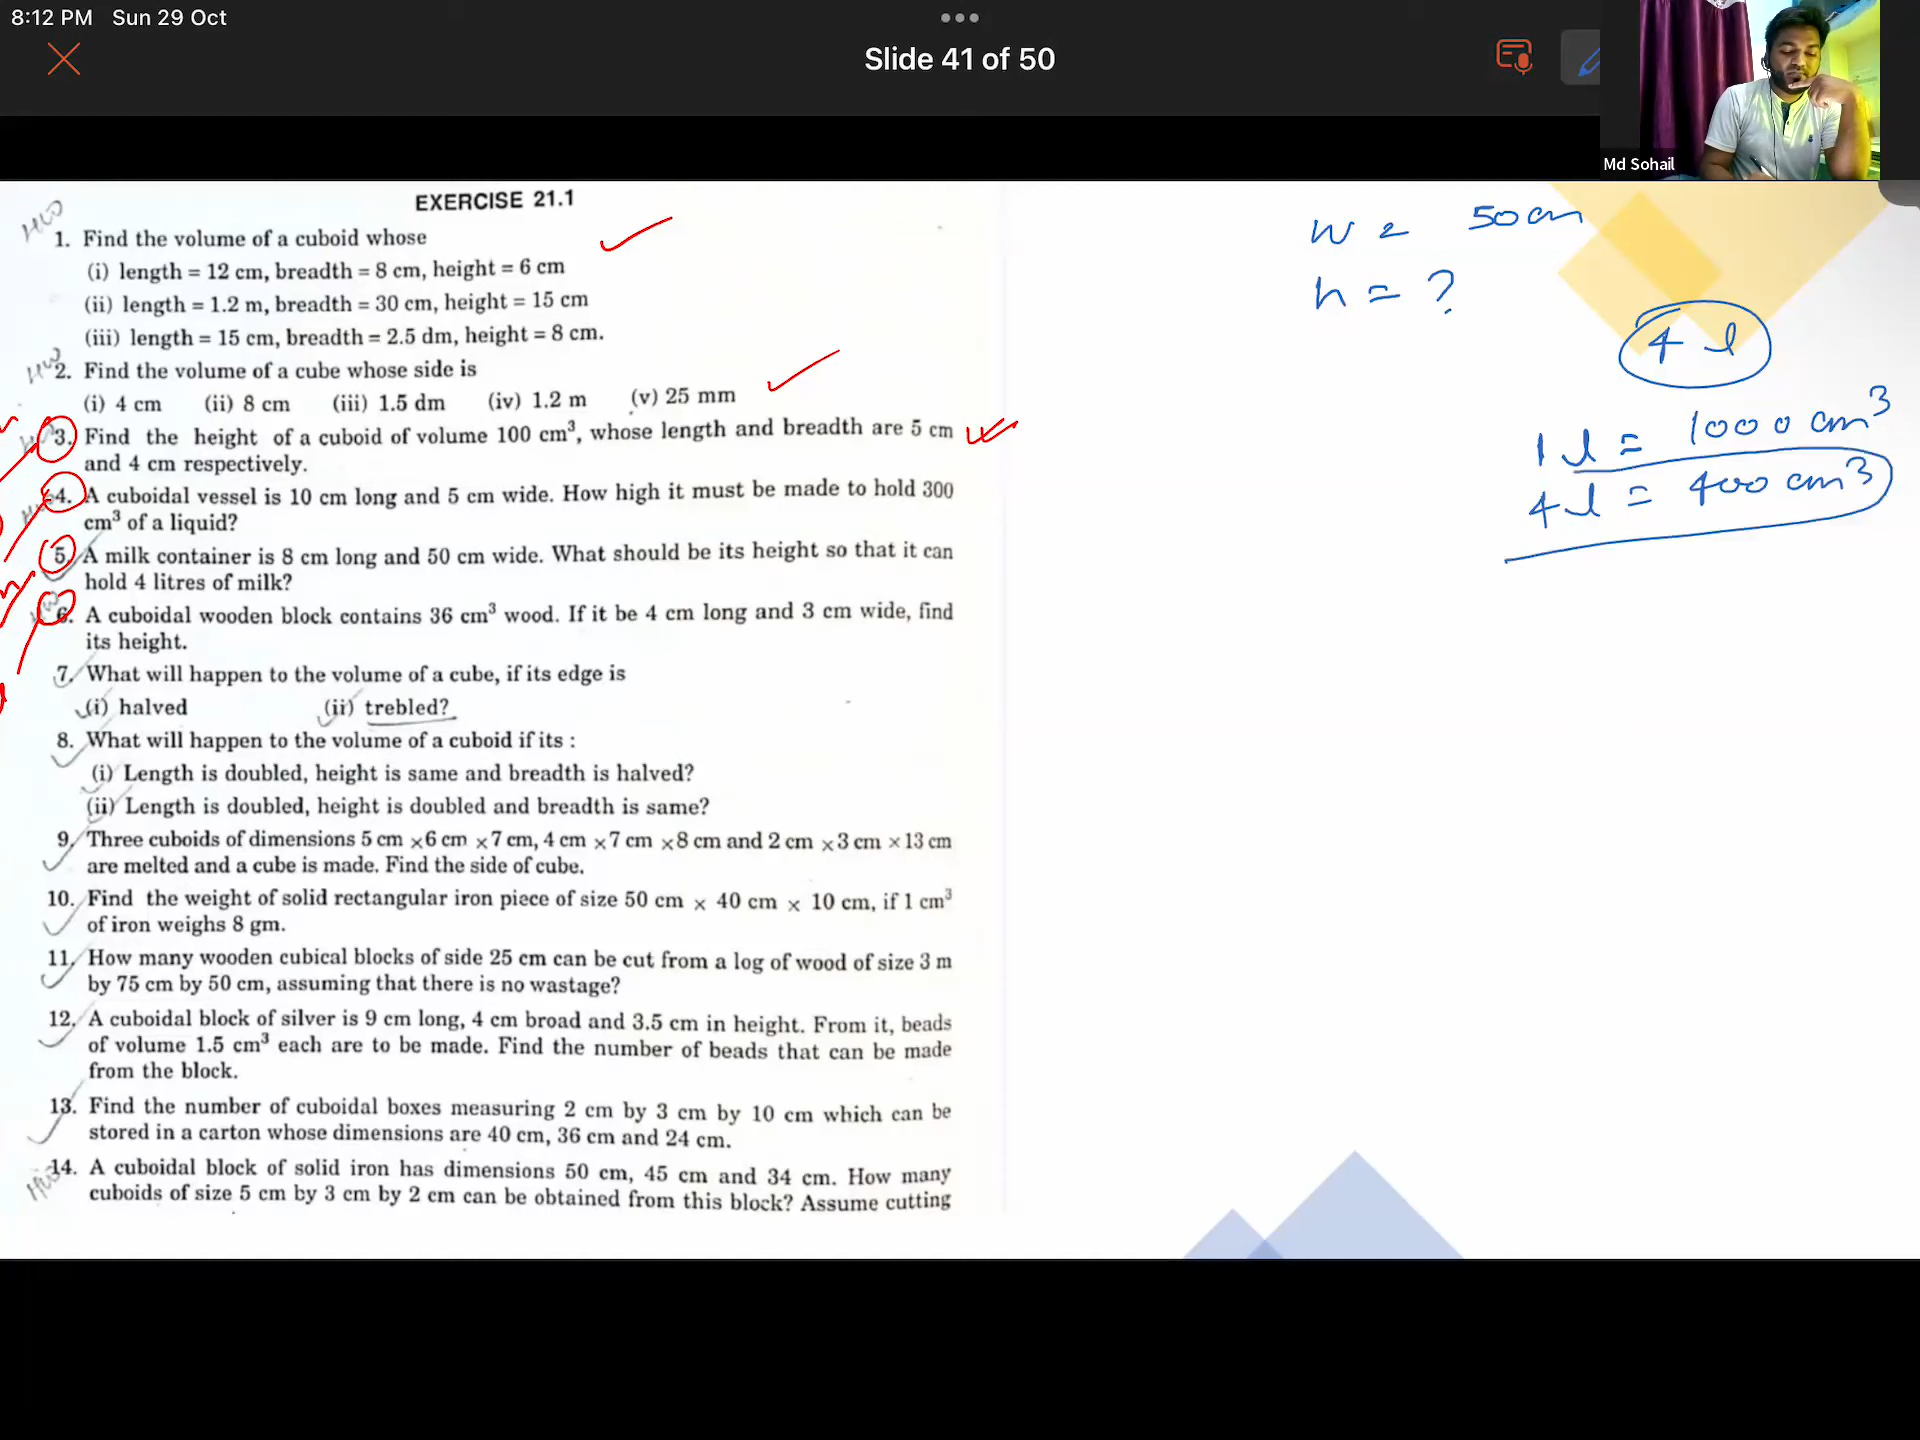 8:12 PM Sun 29 Oct
Slide 41 of 50
Md Sohail
EXERCISE 21.1
HW
1. Find the volume of a cuboid whose
(i) length = 12 cm, breadth = 8 cm, height = 6 cm
(ii) length = 1.2 m, breadth = 30 cm, height = 15 cm
(iii) length = 15 cm, breadth = 2.5 dm, height = 8 cm.
HW
2. Find the volume of a cube whose side is
(i) 4 cm (ii) 8 cm (iii) 1.5 dm (iv) 1.2 m (v) 25 mm
3. Find the height of a cuboid of volume 100 cm³, whose length and breadth are 5 cm
and 4 cm respectively.
4. A cuboidal vessel is 10 cm long and 5 cm wide. How high it must be made to hold 300
cm³ of a liquid?
5. A milk container is 8 cm long and 50 cm wide. What should be its height so that it can
hold 4 litres of milk?
6. A cuboidal wooden block contains 36 cm³ wood. If it be 4 cm long and 3 cm wide, find
its height.
7. What will happen to the volume of a cube, if its edge is
(i) halved (ii) trebled?
8. What will happen to the volume of a cuboid if its :
(i) Length is doubled, height is same and breadth is halved?
(ii) Length is doubled, height is doubled and breadth is same?
9. Three cuboids of dimensions 5 cm ×6 cm ×7 cm, 4 cm ×7 cm ×8 cm and 2 cm ×3 cm ×13 cm
are melted and a cube is made. Find the side of cube.
10. Find the weight of solid rectangular iron piece of size 50 cm × 40 cm × 10 cm, if 1 cm³
of iron weighs 8 gm.
11. How many wooden cubical blocks of side 25 cm can be cut from a log of wood of size 3 m
by 75 cm by 50 cm, assuming that there is no wastage?
12. A cuboidal block of silver is 9 cm long, 4 cm broad and 3.5 cm in height. From it, beads
of volume 1.5 cm³ each are to be made. Find the number of beads that can be made
from the block.
13. Find the number of cuboidal boxes measuring 2 cm by 3 cm by 10 cm which can be
stored in a carton whose dimensions are 40 cm, 36 cm and 24 cm.
HW
14. A cuboidal block of solid iron has dimensions 50 cm, 45 cm and 34 cm. How many
cuboids of size 5 cm by 3 cm by 2 cm can be obtained from this block? Assume cutting
w = 50 cm
h = ?
4 l
1 l = 1000 cm³
4 l = 400 cm³